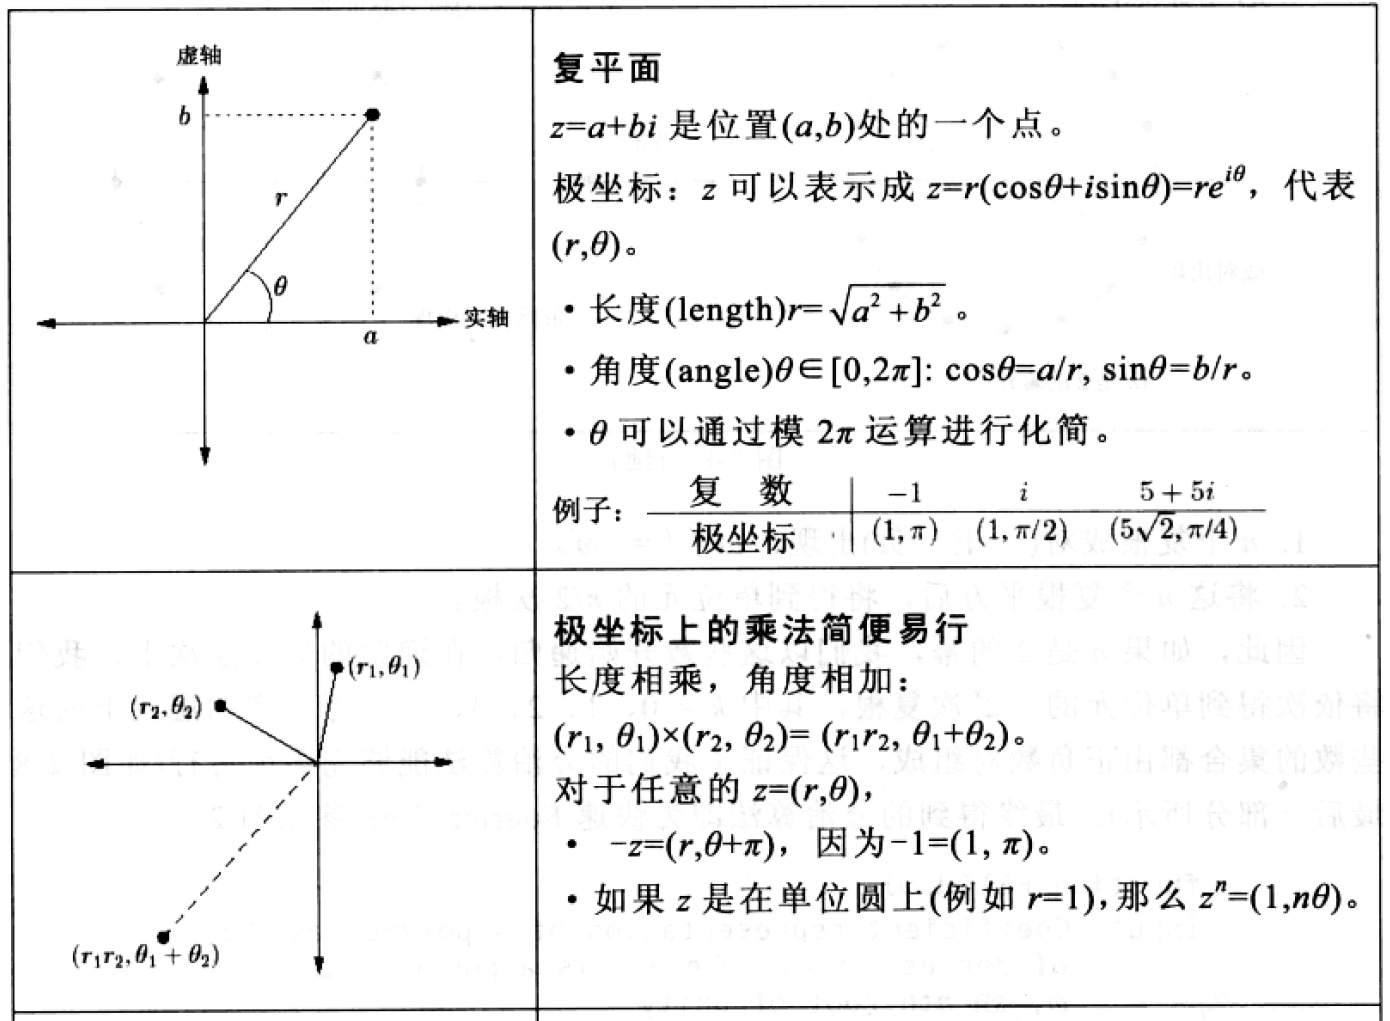 虚轴
b
r
θ
实轴
a
复平面
z=a+bi 是位置(a,b)处的一个点。
极坐标：z 可以表示成 z=r(cosθ+isinθ)=re^{iθ}，代表
(r,θ)。
·长度(length)r=√(a²+b²)。
·角度(angle)θ∈[0,2π]: cosθ=a/r, sinθ=b/r。
·θ 可以通过模 2π 运算进行化简。
例子： 复 数 | -1 i 5+5i
极坐标 | (1,π) (1,π/2) (5√2,π/4)
(r₁,θ₁)
(r₂,θ₂)
(r₁r₂,θ₁+θ₂)
极坐标上的乘法简便易行
长度相乘，角度相加：
(r₁, θ₁)×(r₂, θ₂)= (r₁r₂, θ₁+θ₂)。
对于任意的 z=(r,θ)，
· -z=(r,θ+π)，因为-1=(1, π)。
·如果 z 是在单位圆上(例如 r=1)，那么 zⁿ=(1,nθ)。